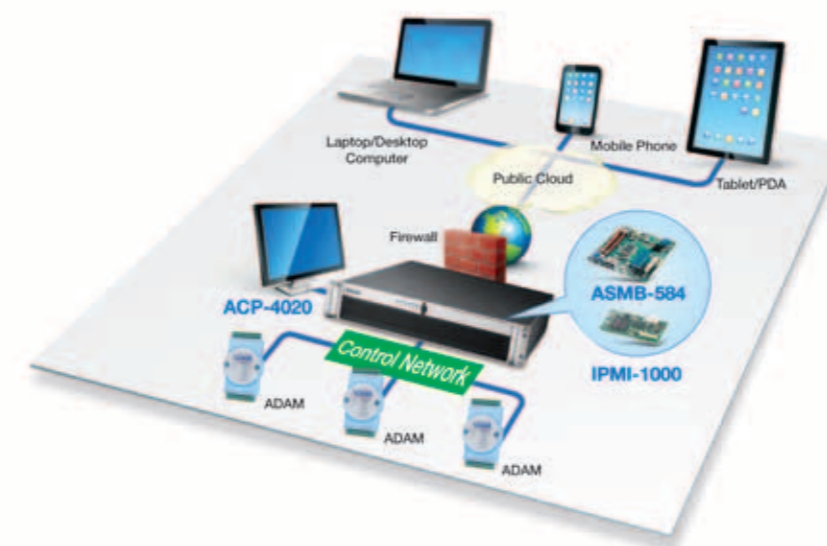 Laptop/Desktop
Computer
Mobile Phone
Tablet/PDA
Public Cloud
Firewall
ACP-4020
ASMB-584
IPMI-1000
Control Network
ADAM
ADAM
ADAM